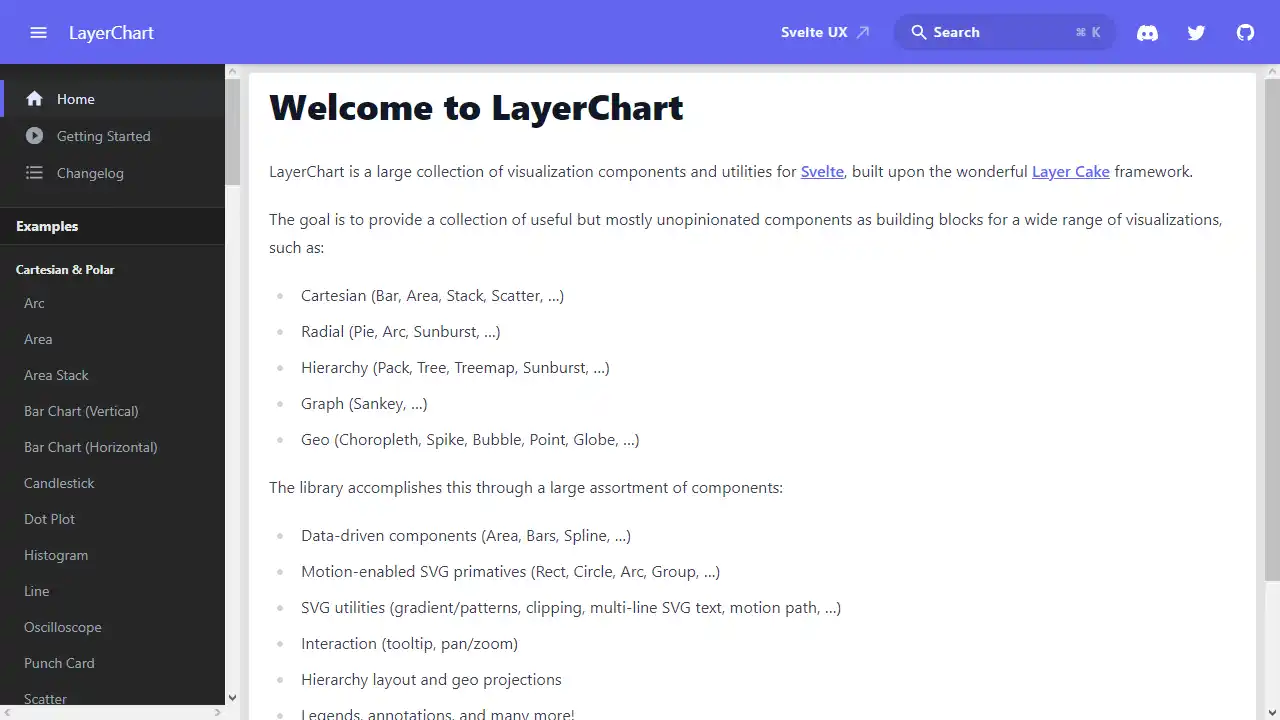 LayerChart
Svelte UX
Search
⌘ K
Home
Getting Started
Changelog
Examples
Cartesian & Polar
Arc
Area
Area Stack
Bar Chart (Vertical)
Bar Chart (Horizontal)
Candlestick
Dot Plot
Histogram
Line
Oscilloscope
Punch Card
Scatter
Welcome to LayerChart
LayerChart is a large collection of visualization components and utilities for Svelte, built upon the wonderful Layer Cake framework.
The goal is to provide a collection of useful but mostly unopinionated components as building blocks for a wide range of visualizations,
such as:
Cartesian (Bar, Area, Stack, Scatter, ...)
Radial (Pie, Arc, Sunburst, ...)
Hierarchy (Pack, Tree, Treemap, Sunburst, ...)
Graph (Sankey, ...)
Geo (Choropleth, Spike, Bubble, Point, Globe, ...)
The library accomplishes this through a large assortment of components:
Data-driven components (Area, Bars, Spline, ...)
Motion-enabled SVG primatives (Rect, Circle, Arc, Group, ...)
SVG utilities (gradient/patterns, clipping, multi-line SVG text, motion path, ...)
Interaction (tooltip, pan/zoom)
Hierarchy layout and geo projections
Legends, annotations, and many more!